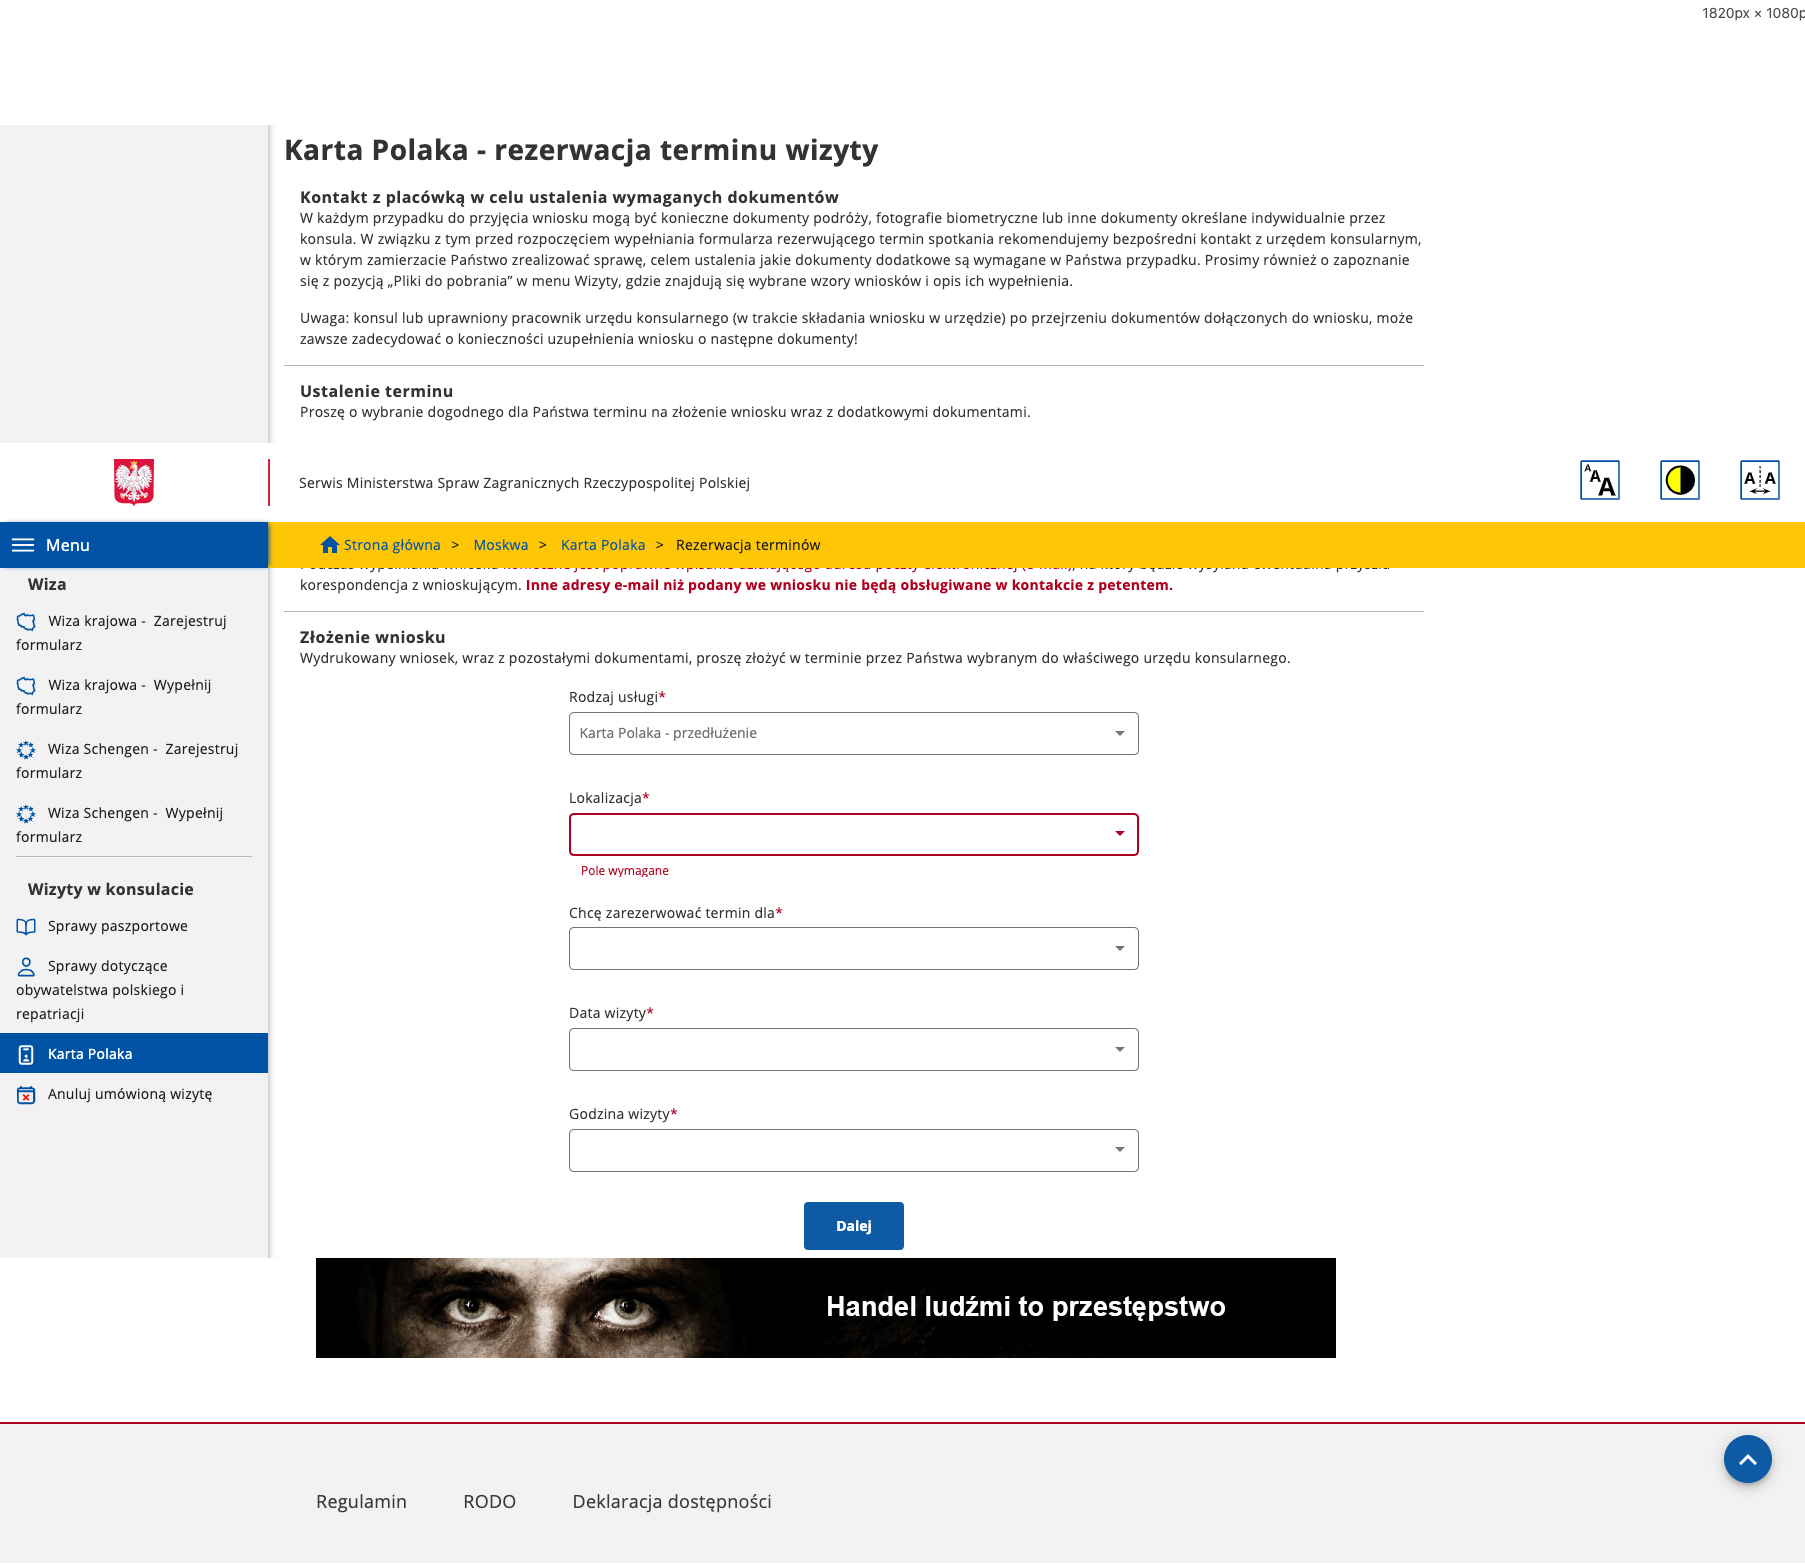 1820px × 1080p
Karta Polaka - rezerwacja terminu wizyty
Kontakt z placówką w celu ustalenia wymaganych dokumentów
W każdym przypadku do przyjęcia wniosku mogą być konieczne dokumenty podróży, fotografie biometryczne lub inne dokumenty określane indywidualnie przez
konsula. W związku z tym przed rozpoczęciem wypełniania formularza rezerwującego termin spotkania rekomendujemy bezpośredni kontakt z urzędem konsularnym,
w którym zamierzacie Państwo zrealizować sprawę, celem ustalenia jakie dokumenty dodatkowe są wymagane w Państwa przypadku. Prosimy również o zapoznanie
się z pozycją „Pliki do pobrania” w menu Wizyty, gdzie znajdują się wybrane wzory wniosków i opis ich wypełnienia.
Uwaga: konsul lub uprawniony pracownik urzędu konsularnego (w trakcie składania wniosku w urzędzie) po przejrzeniu dokumentów dołączonych do wniosku, może
zawsze zadecydować o konieczności uzupełnienia wniosku o następne dokumenty!
Ustalenie terminu
Proszę o wybranie dogodnego dla Państwa terminu na złożenie wniosku wraz z dodatkowymi dokumentami.
Serwis Ministerstwa Spraw Zagranicznych Rzeczypospolitej Polskiej
A A A
A A
Menu
Strona główna > Moskwa > Karta Polaka > Rezerwacja terminów
korespondencja z wnioskującym. Inne adresy e-mail niż podany we wniosku nie będą obsługiwane w kontakcie z petentem.
Złożenie wniosku
Wydrukowany wniosek, wraz z pozostałymi dokumentami, proszę złożyć w terminie przez Państwa wybranym do właściwego urzędu konsularnego.
Wiza
Wiza krajowa - Zarejestruj
formularz
Wiza krajowa - Wypełnij
formularz
Wiza Schengen - Zarejestruj
formularz
Wiza Schengen - Wypełnij
formularz
Wizyty w konsulacie
Sprawy paszportowe
Sprawy dotyczące
obywatelstwa polskiego i
repatriacji
Karta Polaka
Anuluj umówioną wizytę
Rodzaj usługi*
Karta Polaka - przedłużenie
Lokalizacja*
Pole wymagane
Chcę zarezerwować termin dla*
Data wizyty*
Godzina wizyty*
Dalej
Handel ludźmi to przestępstwo
Regulamin
RODO
Deklaracja dostępności